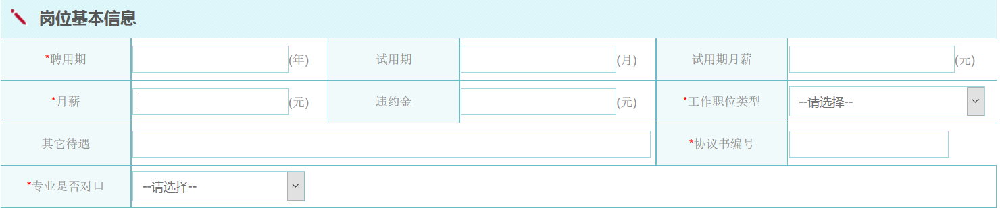 岗位基本信息
*聘用期 (年) 试用期 (月) 试用期月薪 (元)
*月薪 (元) 违约金 (元) *工作职位类型 --请选择--
其它待遇 *协议书编号
*专业是否对口 --请选择--